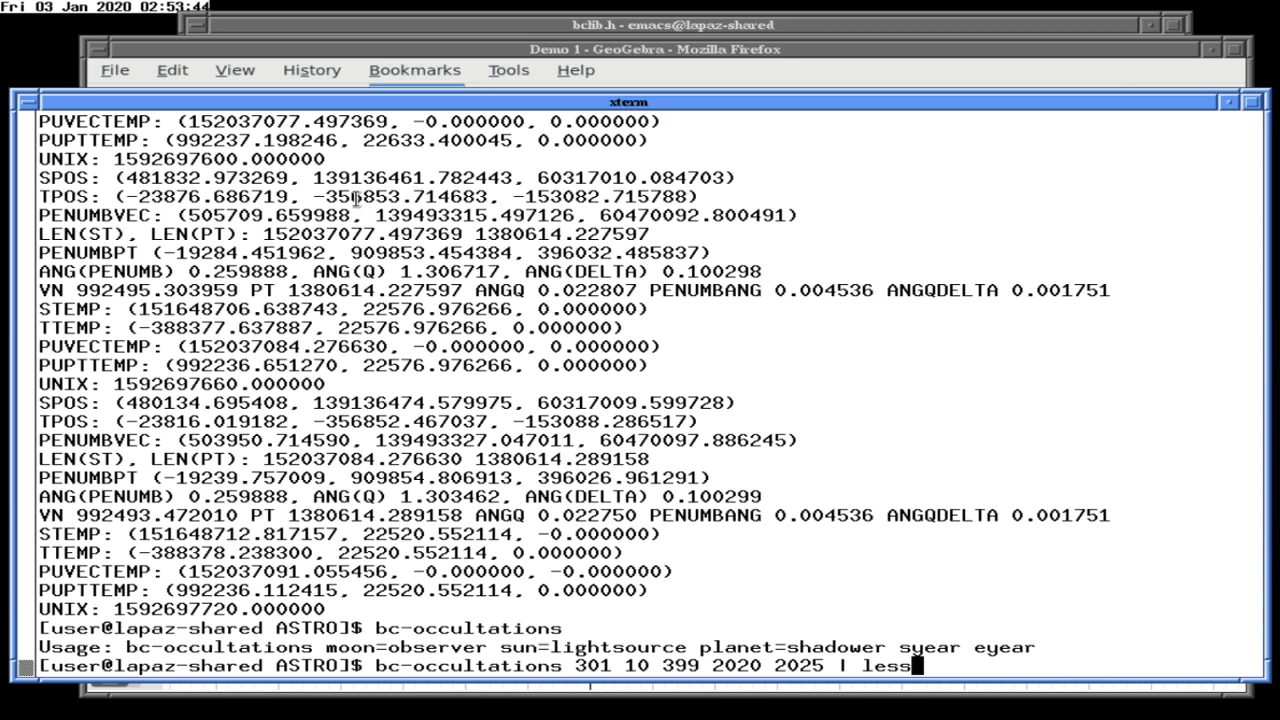 Fri 03 Jan 2020 02:53:44
bclib.h - emacs@lapaz-shared
Demo 1 - GeoGebra - Mozilla Firefox
File Edit View History Bookmarks Tools Help
xterm
PUVECTEMP: (152037077.497369, -0.000000, 0.000000)
PUPTTEMP: (992237.198246, 22633.400045, 0.000000)
UNIX: 1592697600.000000
SPOS: (481832.973269, 139136461.782443, 60317010.084703)
TPOS: (-23876.686719, -356853.714683, -153082.715788)
PENUMBVEC: (505709.659988, 139493315.497126, 60470092.800491)
LEN(ST), LEN(PT): 152037077.497369 1380614.227597
PENUMBPT (-19284.451962, 909853.454384, 396032.485837)
ANG(PENUMB) 0.259888, ANG(Q) 1.306717, ANG(DELTA) 0.100298
VN 992495.303959 PT 1380614.227597 ANGQ 0.022807 PENUMBANG 0.004536 ANGQDELTA 0.001751
STEMP: (151648706.638743, 22576.976266, 0.000000)
TTEMP: (-388377.637887, 22576.976266, 0.000000)
PUVECTEMP: (152037084.276630, -0.000000, 0.000000)
PUPTTEMP: (992236.651270, 22576.976266, 0.000000)
UNIX: 1592697660.000000
SPOS: (480134.695408, 139136474.579975, 60317009.599728)
TPOS: (-23816.019182, -356852.467037, -153088.286517)
PENUMBVEC: (503950.714590, 139493327.047011, 60470097.886245)
LEN(ST), LEN(PT): 152037084.276630 1380614.289158
PENUMBPT (-19239.757009, 909854.806913, 396026.961291)
ANG(PENUMB) 0.259888, ANG(Q) 1.303462, ANG(DELTA) 0.100299
VN 992493.472010 PT 1380614.289158 ANGQ 0.022750 PENUMBANG 0.004536 ANGQDELTA 0.001751
STEMP: (151648712.817157, 22520.552114, -0.000000)
TTEMP: (-388378.238300, 22520.552114, 0.000000)
PUVECTEMP: (152037091.055456, -0.000000, -0.000000)
PUPTTEMP: (992236.112415, 22520.552114, 0.000000)
UNIX: 1592697720.000000
[user@lapaz-shared ASTRO]$ bc-occultations
Usage: bc-occultations moon=observer sun=lightsource planet=shadower syear eyear
[user@lapaz-shared ASTRO]$ bc-occultations 301 10 399 2020 2025 | less